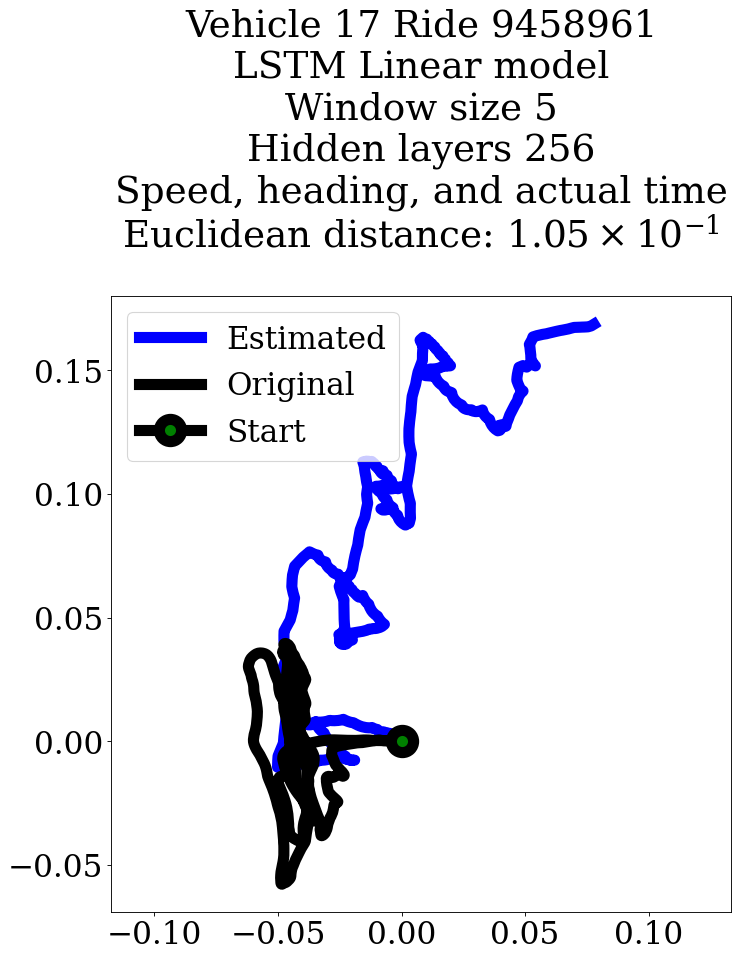 Vehicle 17 Ride 9458961
LSTM Linear model
Window size 5
Hidden layers 256
Speed, heading, and actual time
Euclidean distance: 1.05 × 10⁻¹
Estimated
Original
Start
0.15
0.10
0.05
0.00
−0.05
−0.10 −0.05 0.00 0.05 0.10